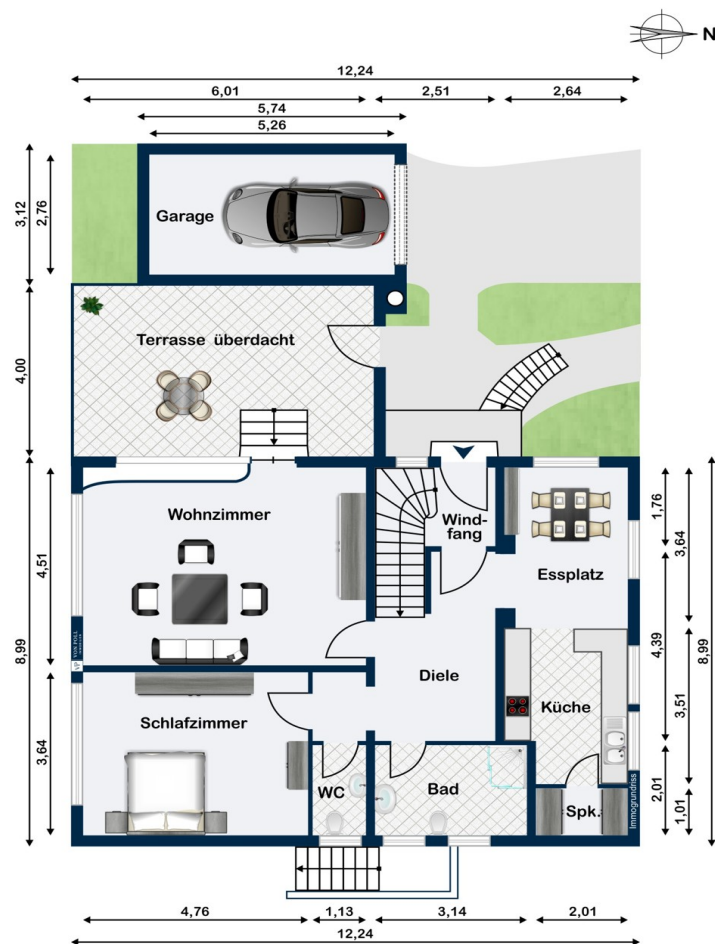 N
12,24
6,01
2,51
2,64
5,74
5,26
3,12
2,76
Garage
4,00
Terrasse überdacht
8,99
4,51
Wohnzimmer
Wind-
fang
Essplatz
1,76
3,64
4,39
8,99
VON POLL
VP
Diele
Küche
3,51
3,64
Schlafzimmer
WC
Bad
Spk.
2,01
1,01
Immogrundriss
4,76
1,13
3,14
2,01
12,24